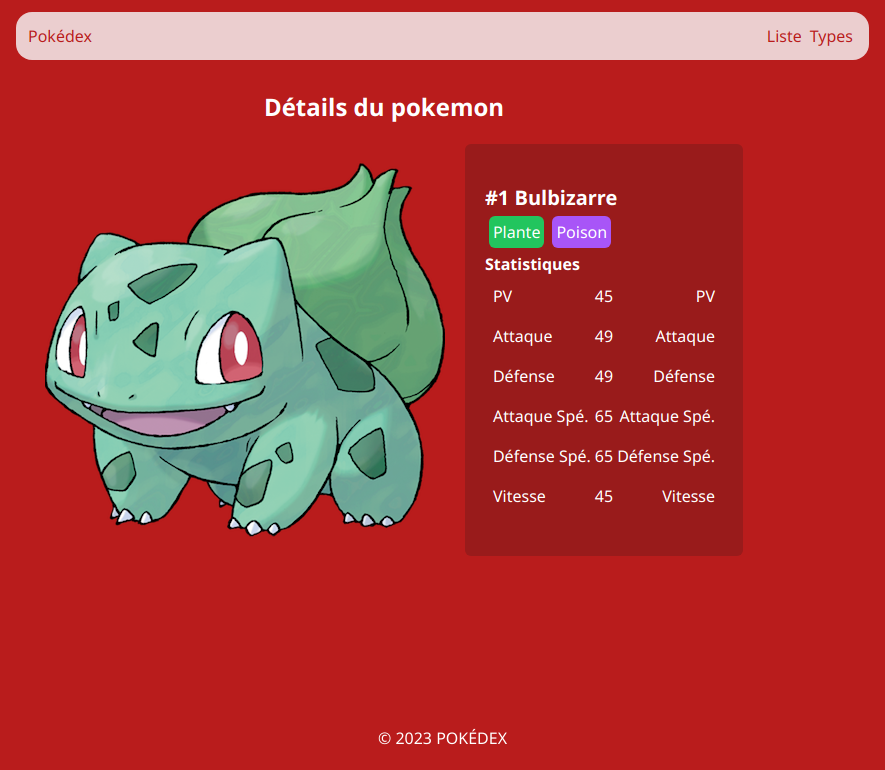 Pokédex Liste Types
Détails du pokemon
#1 Bulbizarre
Plante Poison
Statistiques
PV 45 PV
Attaque 49 Attaque
Défense 49 Défense
Attaque Spé. 65 Attaque Spé.
Défense Spé. 65 Défense Spé.
Vitesse 45 Vitesse
© 2023 POKÉDEX